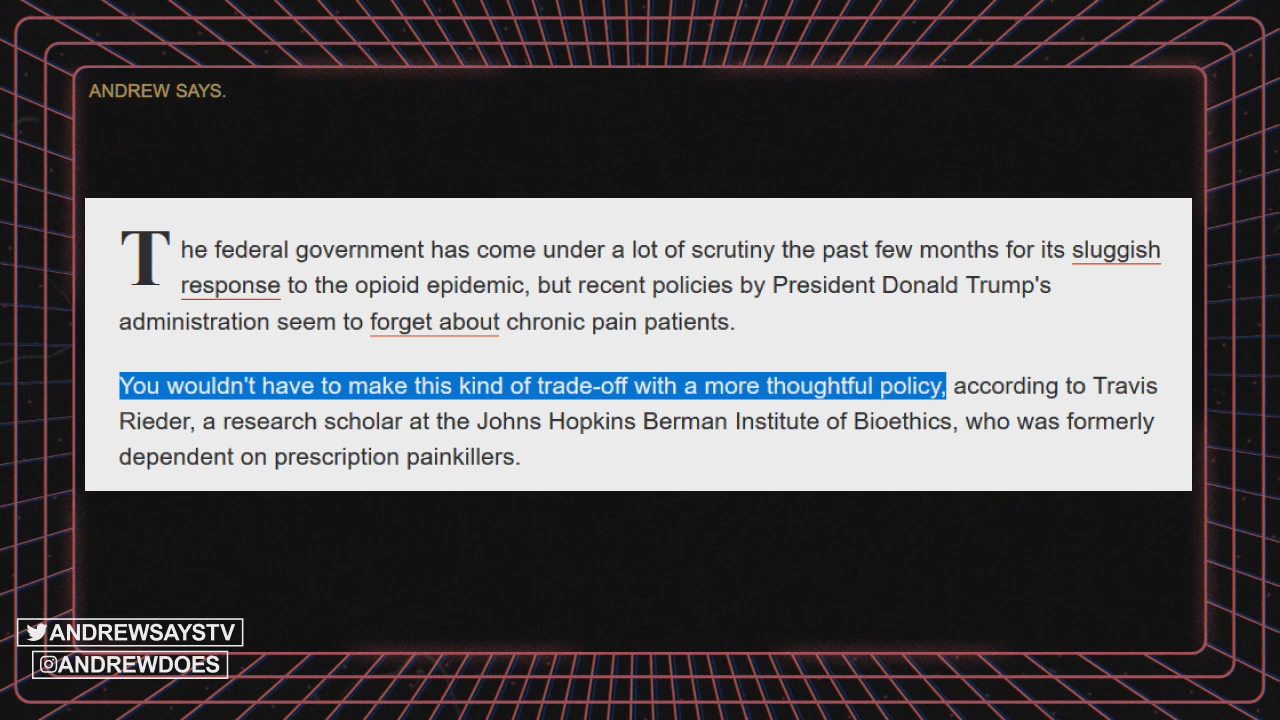 ANDREW SAYS.
The federal government has come under a lot of scrutiny the past few months for its sluggish
response to the opioid epidemic, but recent policies by President Donald Trump's
administration seem to forget about chronic pain patients.
You wouldn't have to make this kind of trade-off with a more thoughtful policy, according to Travis
Rieder, a research scholar at the Johns Hopkins Berman Institute of Bioethics, who was formerly
dependent on prescription painkillers.
ANDREWSAYSTV
ANDREWDOES